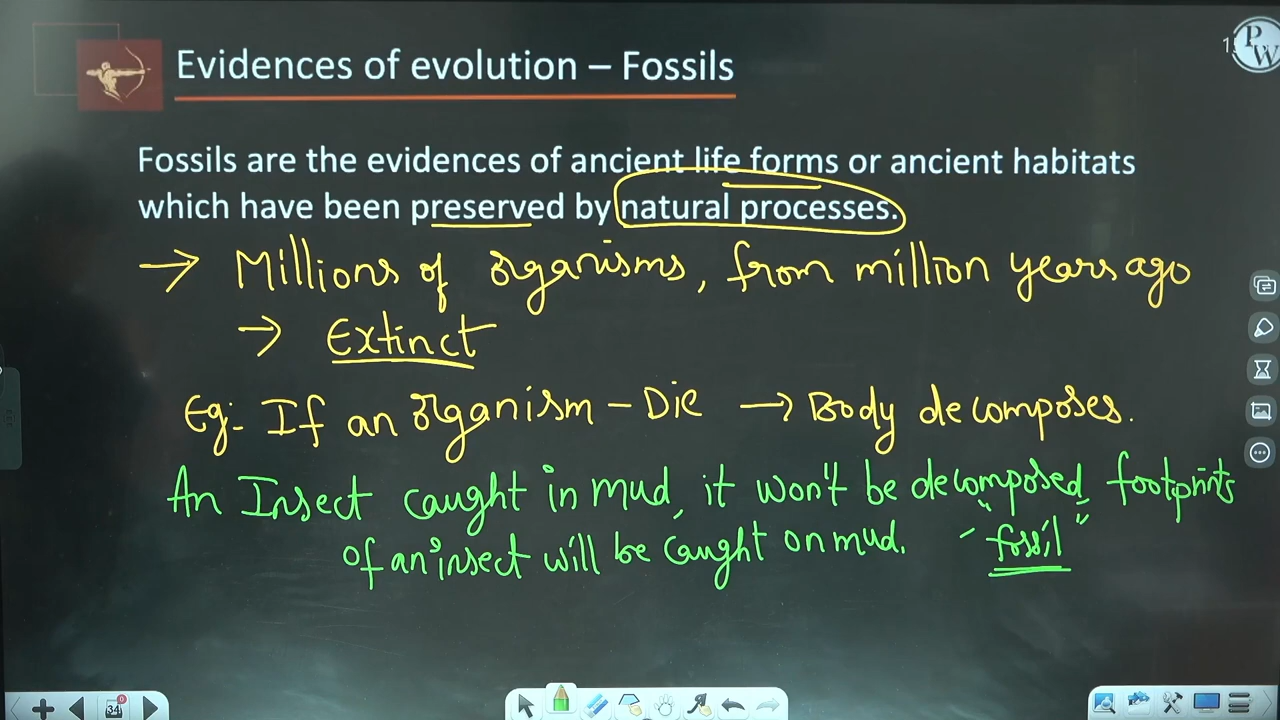 Evidences of evolution – Fossils
PW
Fossils are the evidences of ancient life forms or ancient habitats
which have been preserved by natural processes.
→ Millions of organisms, from million years ago
→ Extinct
Eg:- If an organism - Die → Body decomposes.
An Insect caught in mud, it won't be decomposed footprints
of an insect will be caught on mud. - "fossil"
34